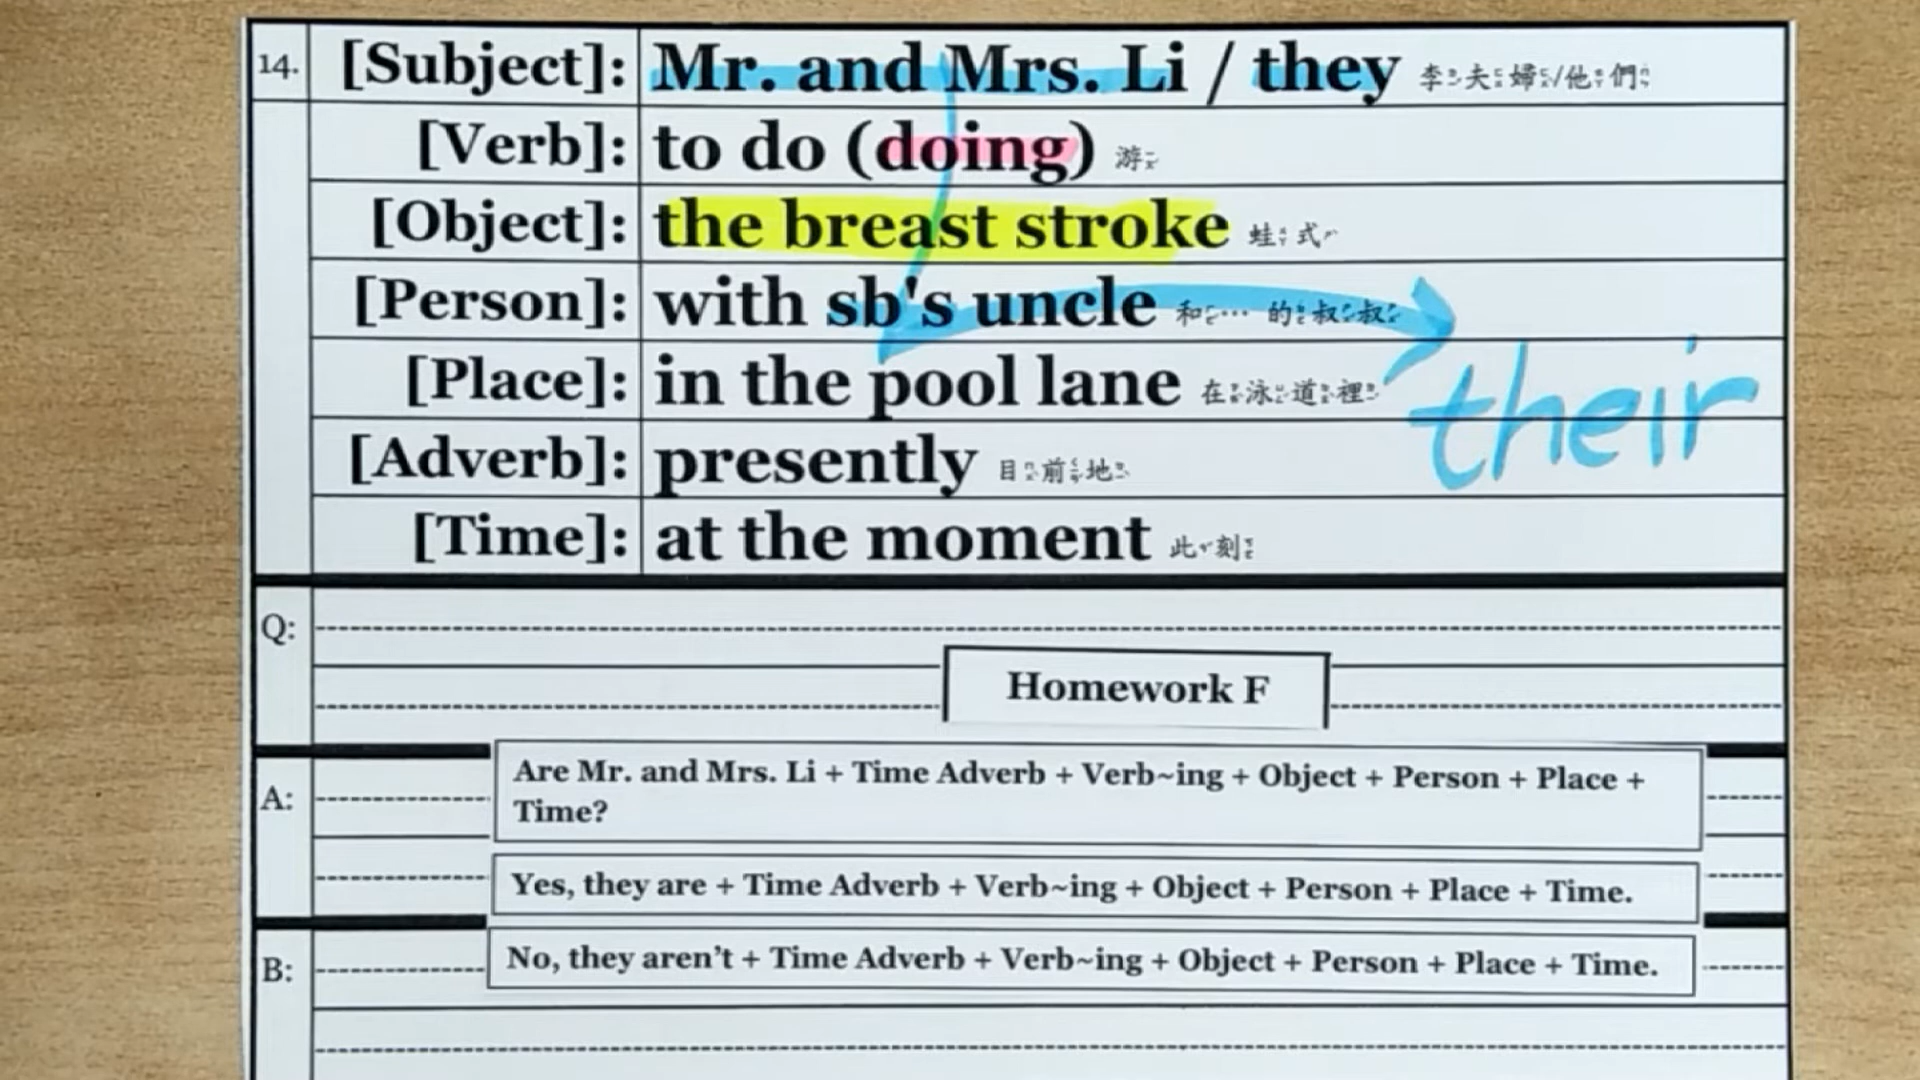 14. [Subject]: Mr. and Mrs. Li / they 李夫婦/他們
[Verb]: to do (doing) 游
[Object]: the breast stroke 蛙式
[Person]: with sb's uncle 和… 的叔叔
[Place]: in the pool lane 在泳道裡
their
[Adverb]: presently 目前地
[Time]: at the moment 此刻
Q:
Homework F
A:
Are Mr. and Mrs. Li + Time Adverb + Verb~ing + Object + Person + Place +
Time?
Yes, they are + Time Adverb + Verb~ing + Object + Person + Place + Time.
B:
No, they aren't + Time Adverb + Verb~ing + Object + Person + Place + Time.